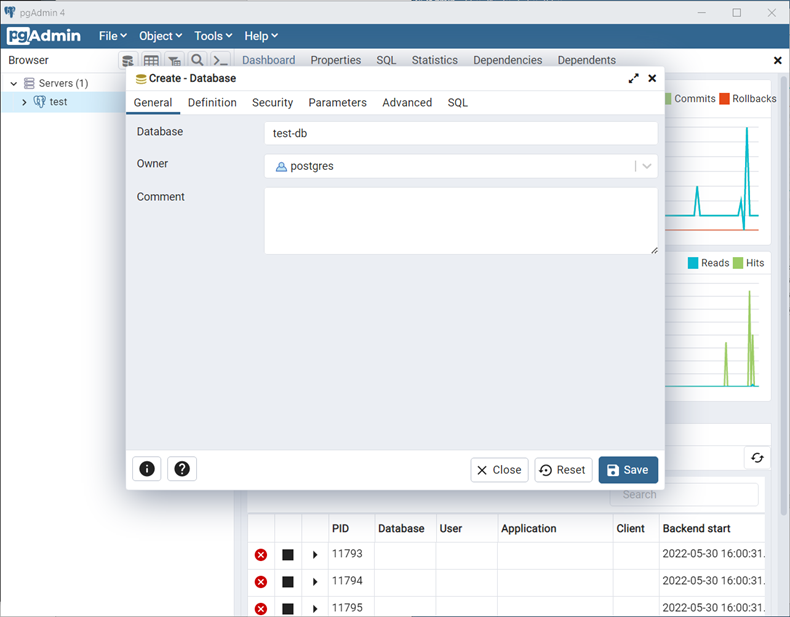 pgAdmin 4
pgAdmin File Object Tools Help
Browser Dashboard Properties SQL Statistics Dependencies Dependents
Servers (1)
test
Create - Database
General Definition Security Parameters Advanced SQL
Commits Rollbacks
Database test-db
Owner postgres
Comment
Reads Hits
Close Reset Save
Search
PID Database User Application Client Backend start
11793 2022-05-30 16:00:31.
11794 2022-05-30 16:00:31.
11795 2022-05-30 16:00:31.